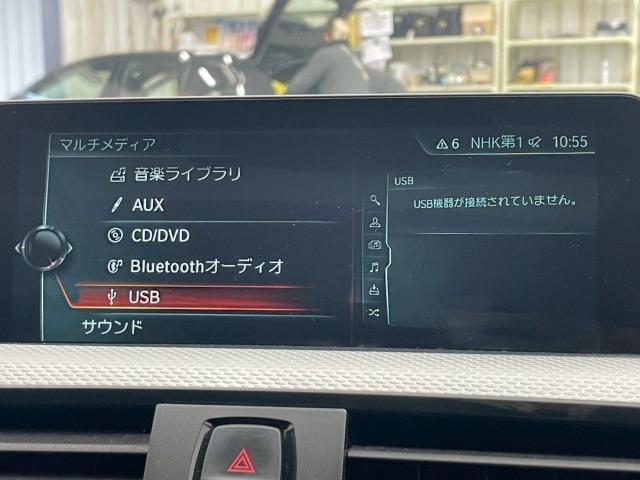 マルチメディア
6 NHK第1 10:55
音楽ライブラリ
AUX
CD/DVD
Bluetoothオーディオ
USB
サウンド
USB
USB機器が接続されていません。